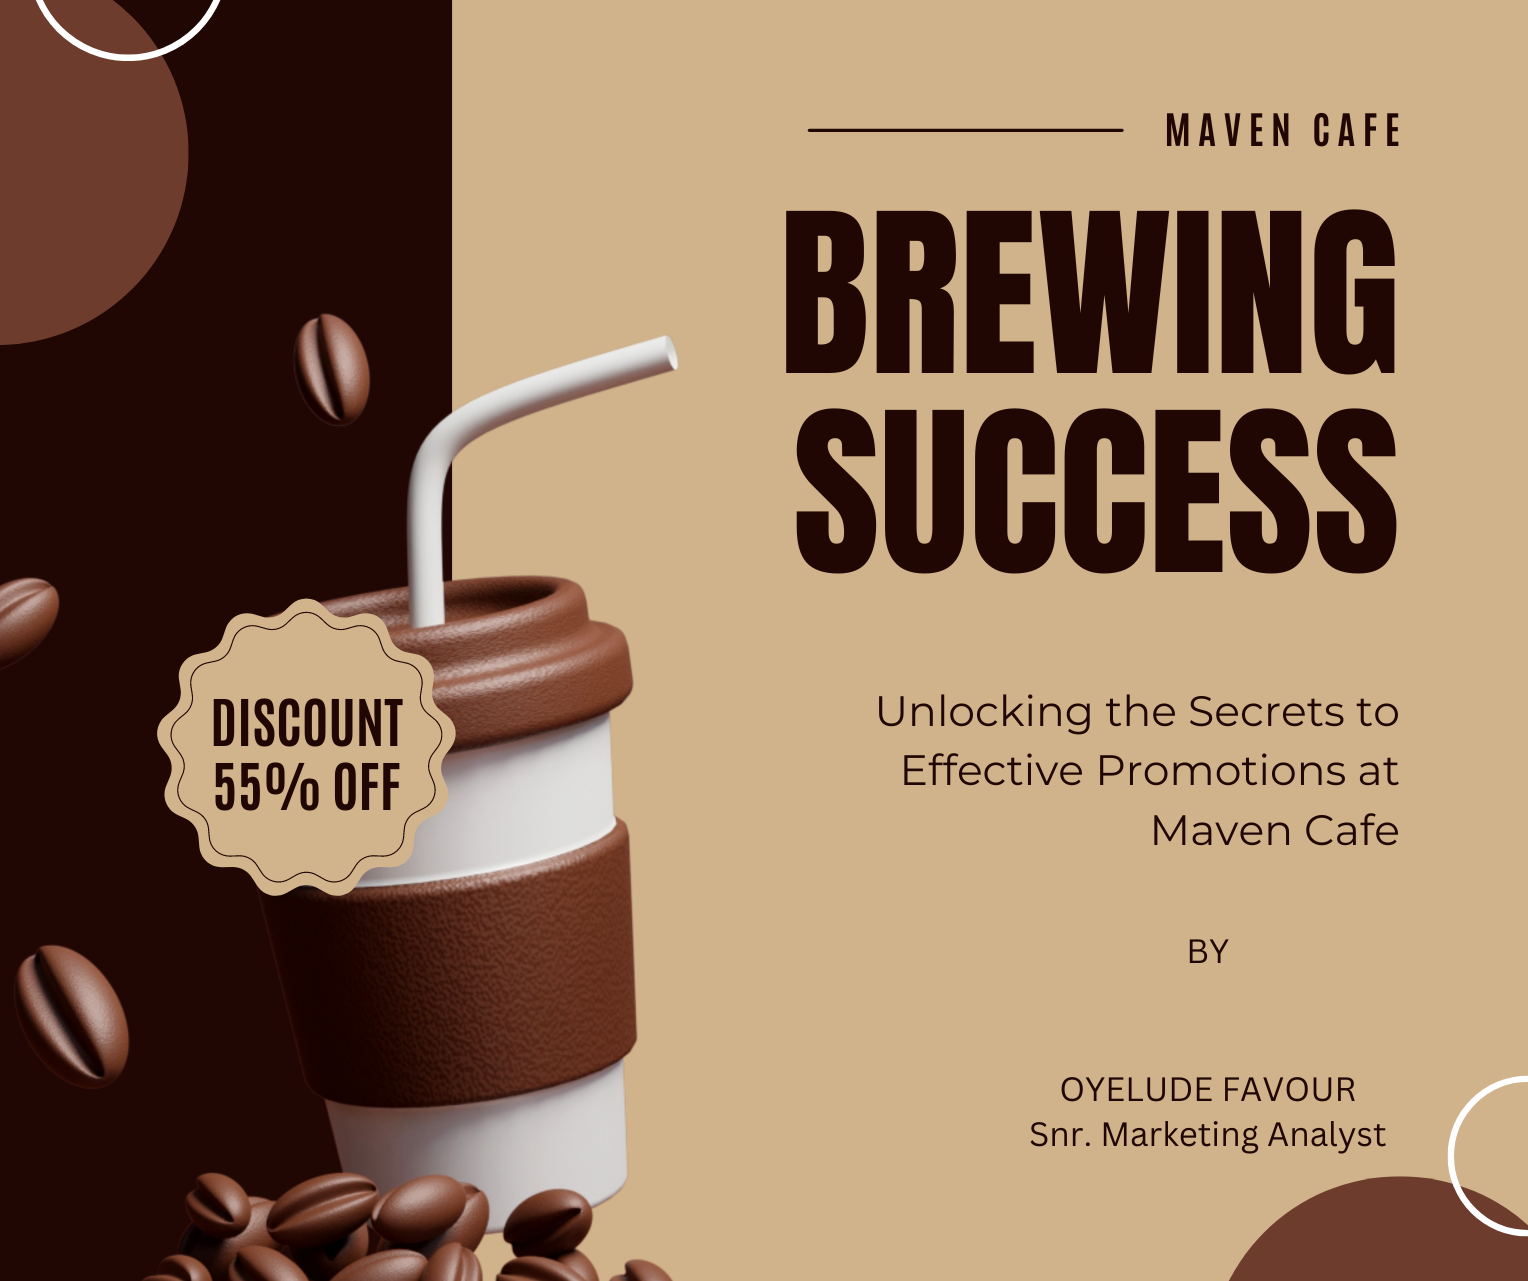 MAVEN CAFE
BREWING
SUCCESS
DISCOUNT
55% OFF
Unlocking the Secrets to
Effective Promotions at
Maven Cafe
BY
OYELUDE FAVOUR
Snr. Marketing Analyst